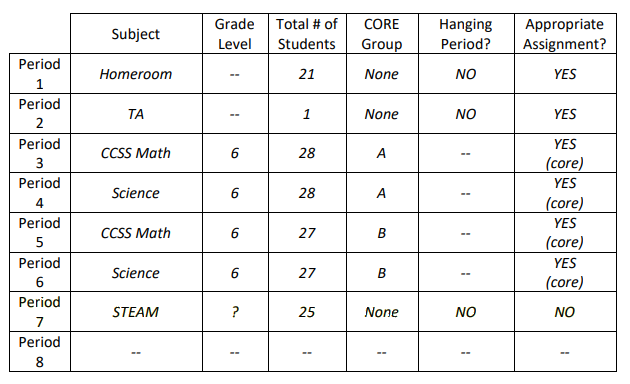 Subject Grade Level Total # of Students CORE Group Hanging Period? Appropriate Assignment?
Period 1 Homeroom -- 21 None NO YES
Period 2 TA -- 1 None NO YES
Period 3 CCSS Math 6 28 A -- YES (core)
Period 4 Science 6 28 A -- YES (core)
Period 5 CCSS Math 6 27 B -- YES (core)
Period 6 Science 6 27 B -- YES (core)
Period 7 STEAM ? 25 None NO NO
Period 8 -- -- -- -- -- --